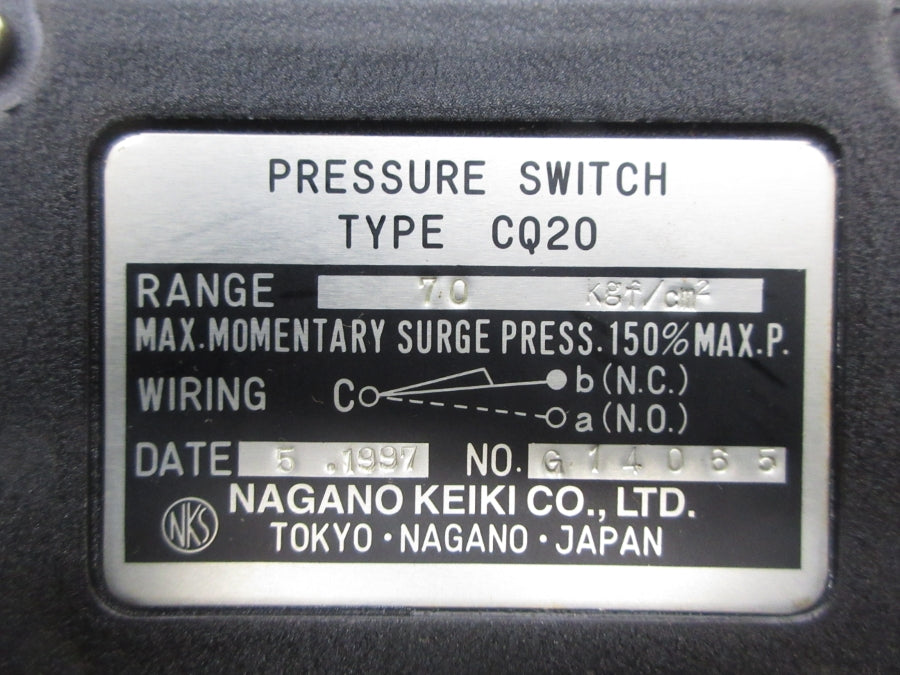 PRESSURE SWITCH
TYPE CQ20
RANGE 70 kgf/cm²
MAX. MOMENTARY SURGE PRESS. 150% MAX. P.
WIRING C b (N.C.)
a (N.O.)
DATE 5 .1997 NO. G14065
NKS NAGANO KEIKI CO., LTD.
TOKYO · NAGANO · JAPAN